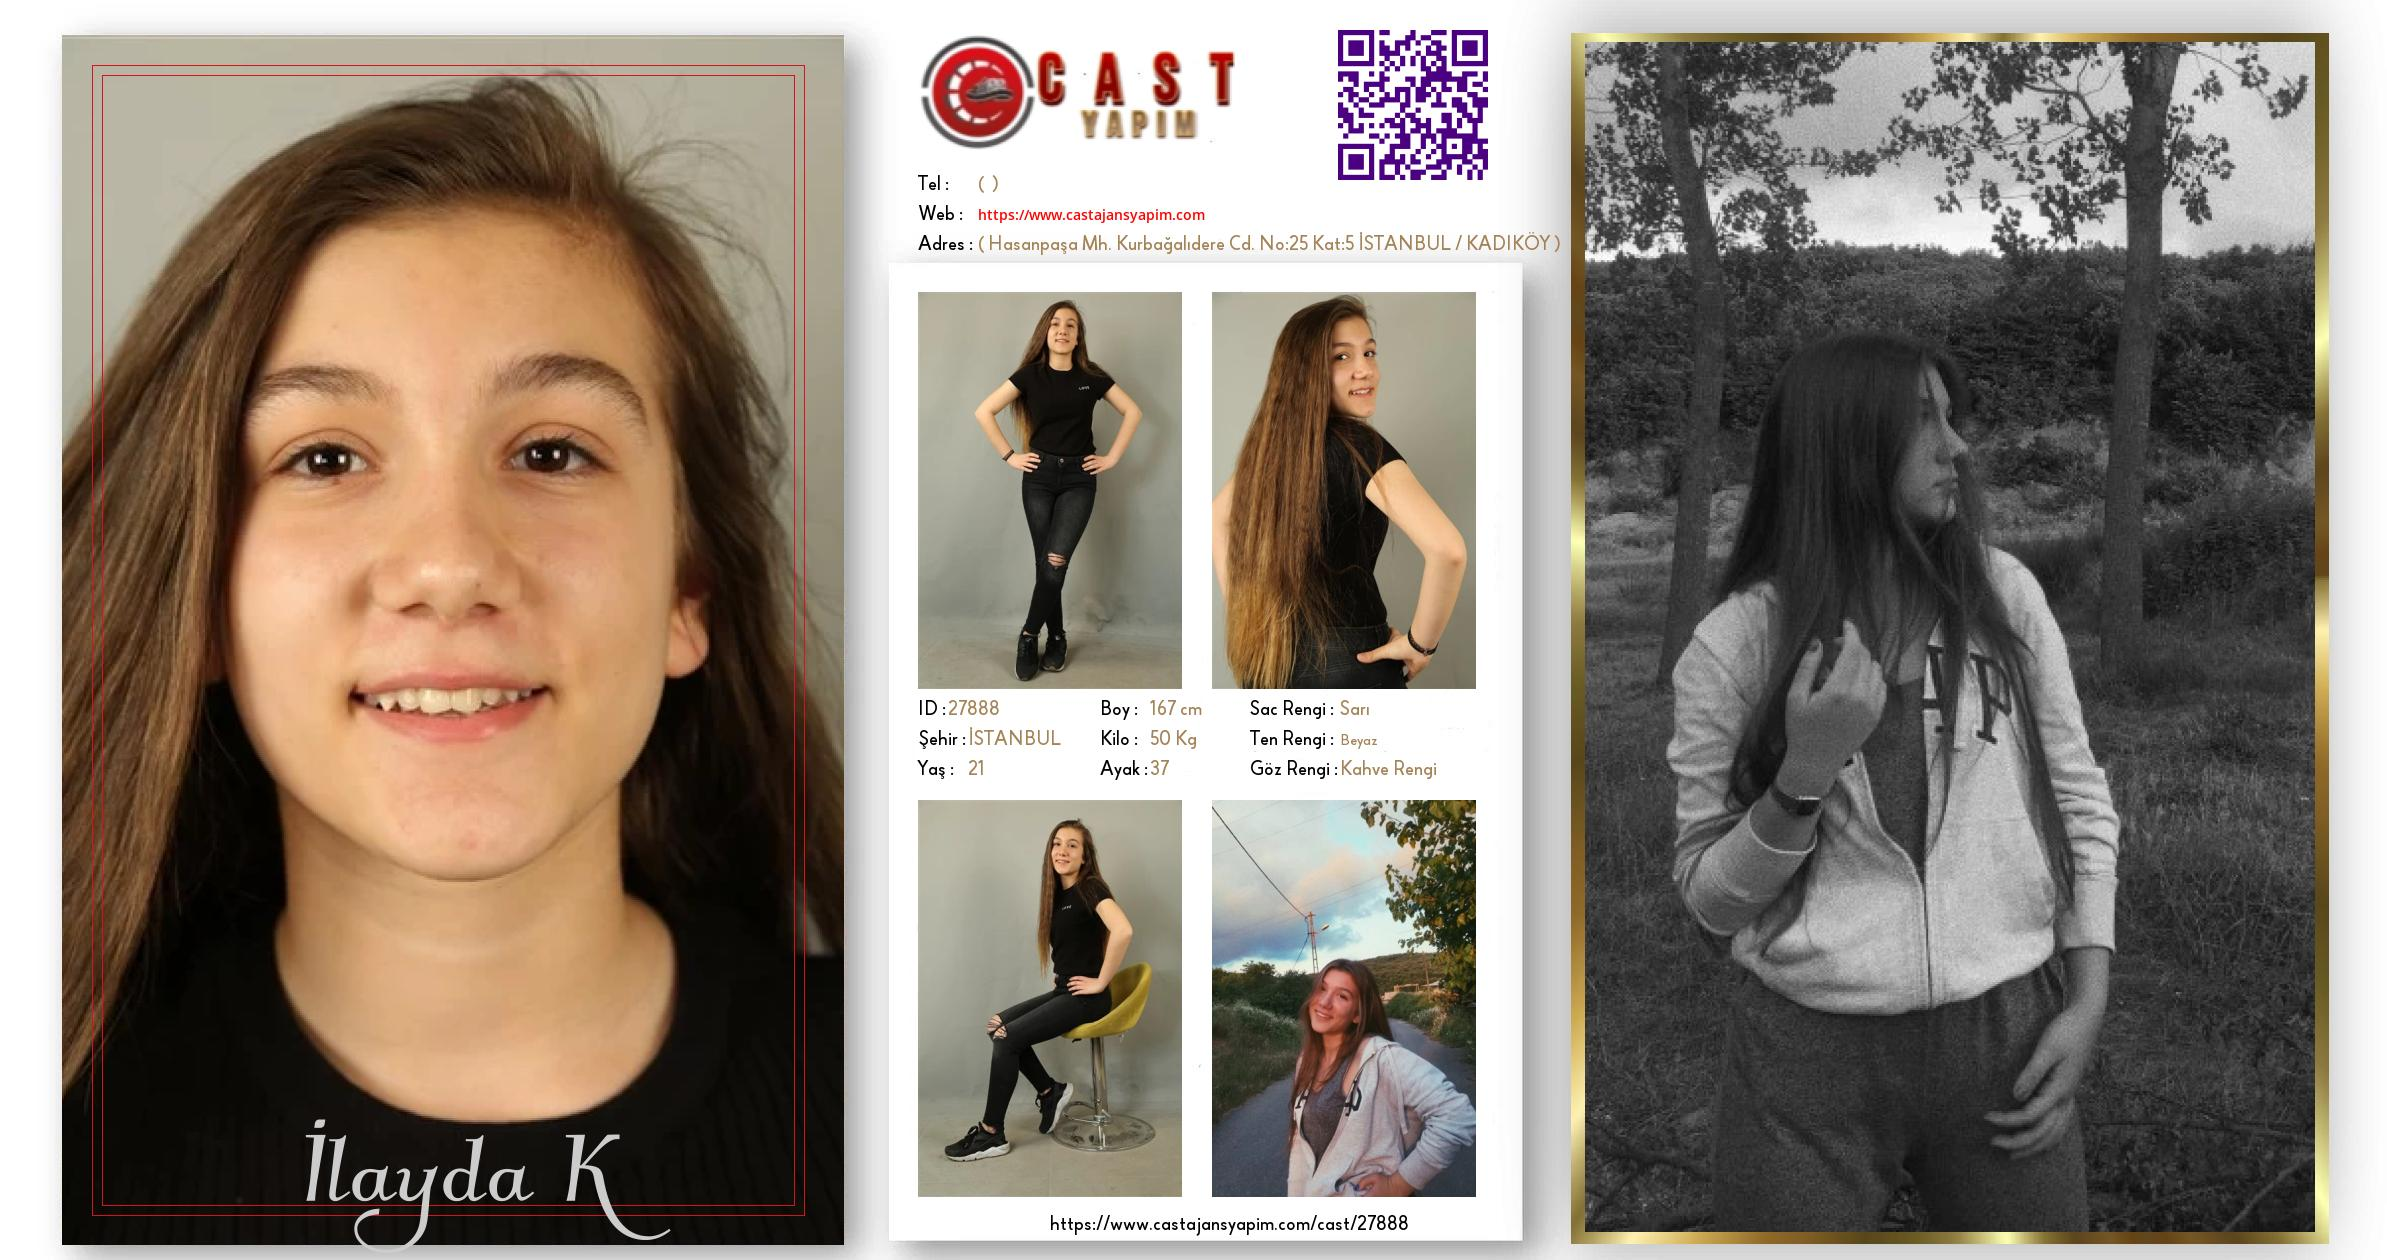 İlayda K
CAST
YAPIM
Tel : ( )
Web : https://www.castajansyapim.com
Adres : ( Hasanpaşa Mh. Kurbağalıdere Cd. No:25 Kat:5 İSTANBUL / KADIKÖY )
ID : 27888 Boy : 167 cm Sac Rengi : Sarı
Şehir : İSTANBUL Kilo : 50 Kg Ten Rengi : Beyaz
Yaş : 21 Ayak : 37 Göz Rengi : Kahve Rengi
https://www.castajansyapim.com/cast/27888